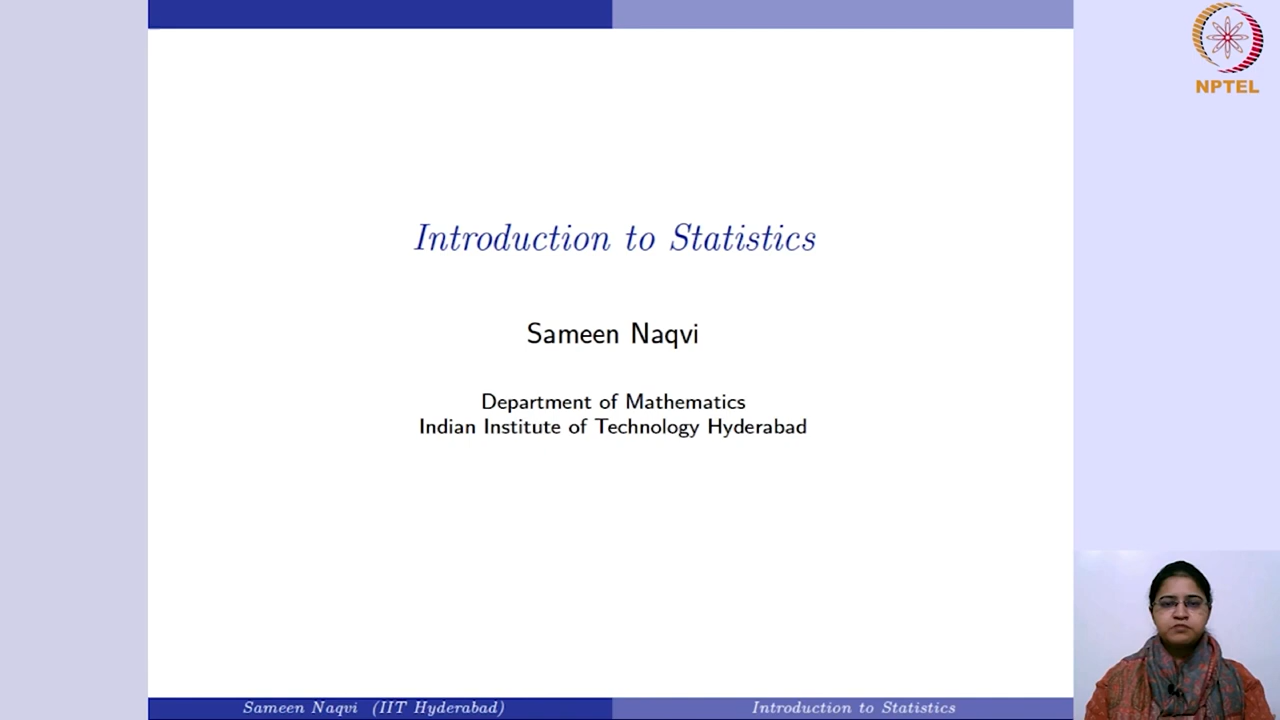 NPTEL
Introduction to Statistics
Sameen Naqvi
Department of Mathematics
Indian Institute of Technology Hyderabad
Sameen Naqvi (IIT Hyderabad)
Introduction to Statistics